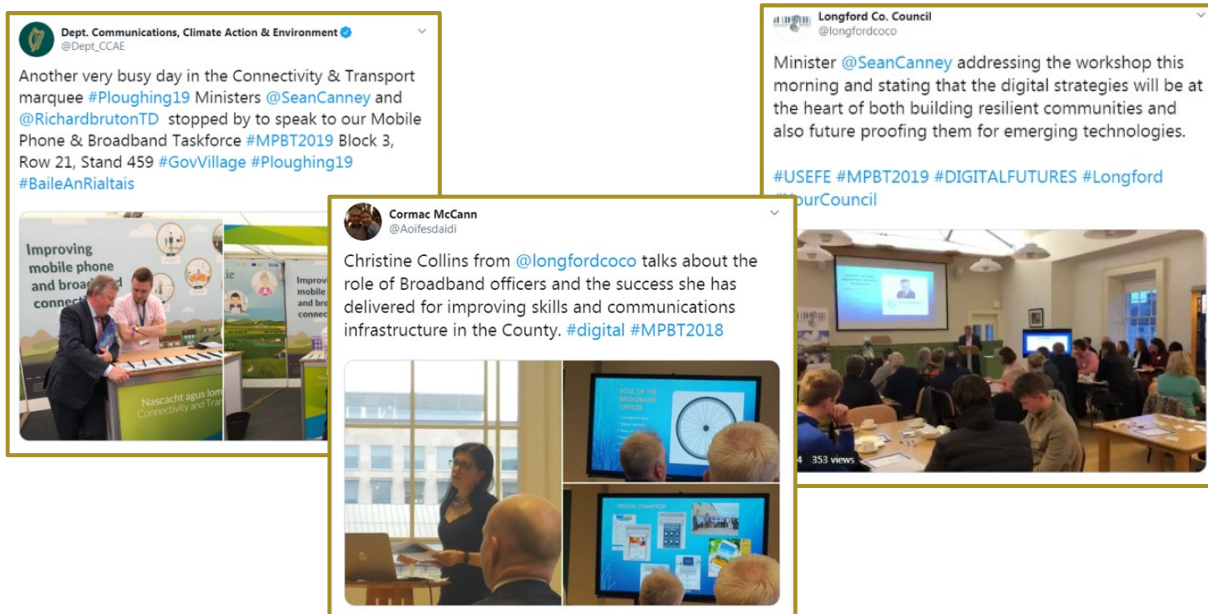 Dept. Communications, Climate Action & Environment
@Dept_CCAE
Another very busy day in the Connectivity & Transport
marquee #Ploughing19 Ministers @SeanCanney and
@RichardbrutonTD stopped by to speak to our Mobile
Phone & Broadband Taskforce #MPBT2019 Block 3,
Row 21, Stand 459 #GovVillage #Ploughing19
#BaileAnRialtais
Improving
mobile phone
and broadband
connect
Nascacht agus Iom
Connectivity and Tran
Cormac McCann
@Aoifesdaidi
Christine Collins from @longfordcoco talks about the
role of Broadband officers and the success she has
delivered for improving skills and communications
infrastructure in the County. #digital #MPBT2018
ROLE OF THE
BROADBAND
OFFICER
DIGITAL CHAMPION
Longford Co. Council
@longfordcoco
Minister @SeanCanney addressing the workshop this
morning and stating that the digital strategies will be at
the heart of both building resilient communities and
also future proofing them for emerging technologies.
#USEFE #MPBT2019 #DIGITALFUTURES #Longford
ourCouncil
353 views